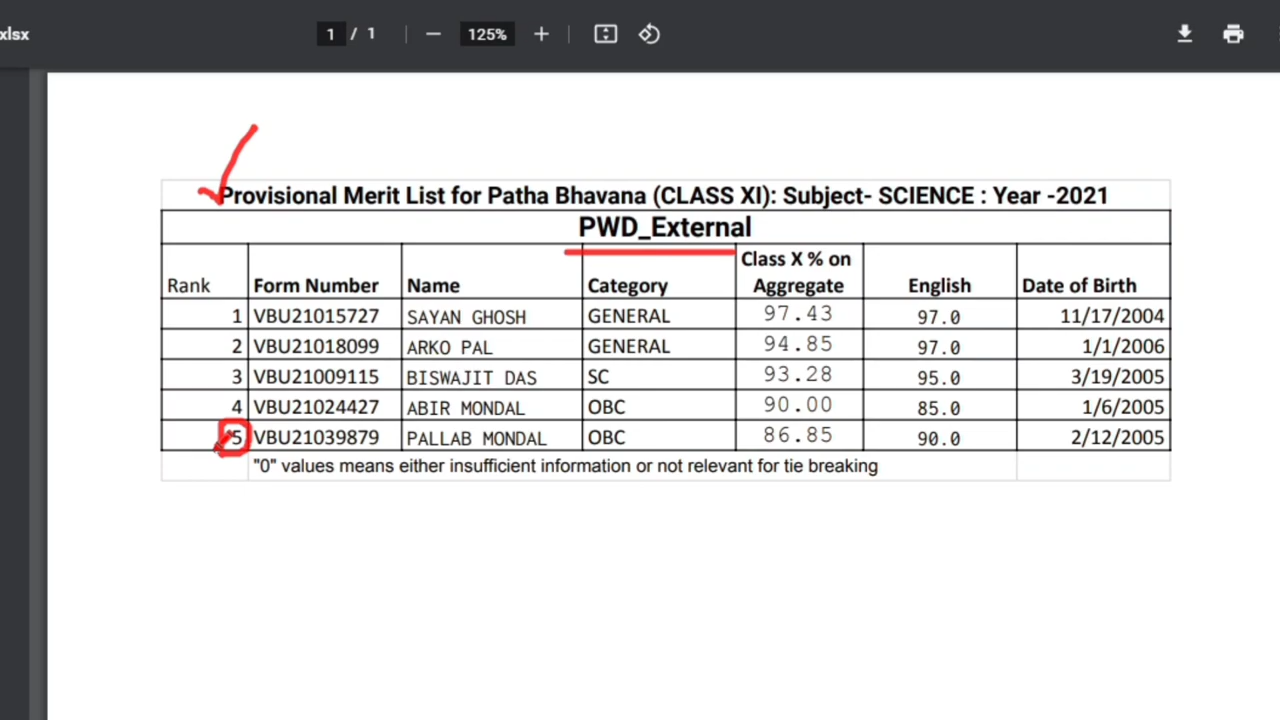 xlsx
1 / 1
125%
Provisional Merit List for Patha Bhavana (CLASS XI): Subject- SCIENCE : Year -2021
PWD_External
Rank Form Number Name Category Class X % on Aggregate English Date of Birth
1 VBU21015727 SAYAN GHOSH GENERAL 97.43 97.0 11/17/2004
2 VBU21018099 ARKO PAL GENERAL 94.85 97.0 1/1/2006
3 VBU21009115 BISWAJIT DAS SC 93.28 95.0 3/19/2005
4 VBU21024427 ABIR MONDAL OBC 90.00 85.0 1/6/2005
5 VBU21039879 PALLAB MONDAL OBC 86.85 90.0 2/12/2005
"0" values means either insufficient information or not relevant for tie breaking